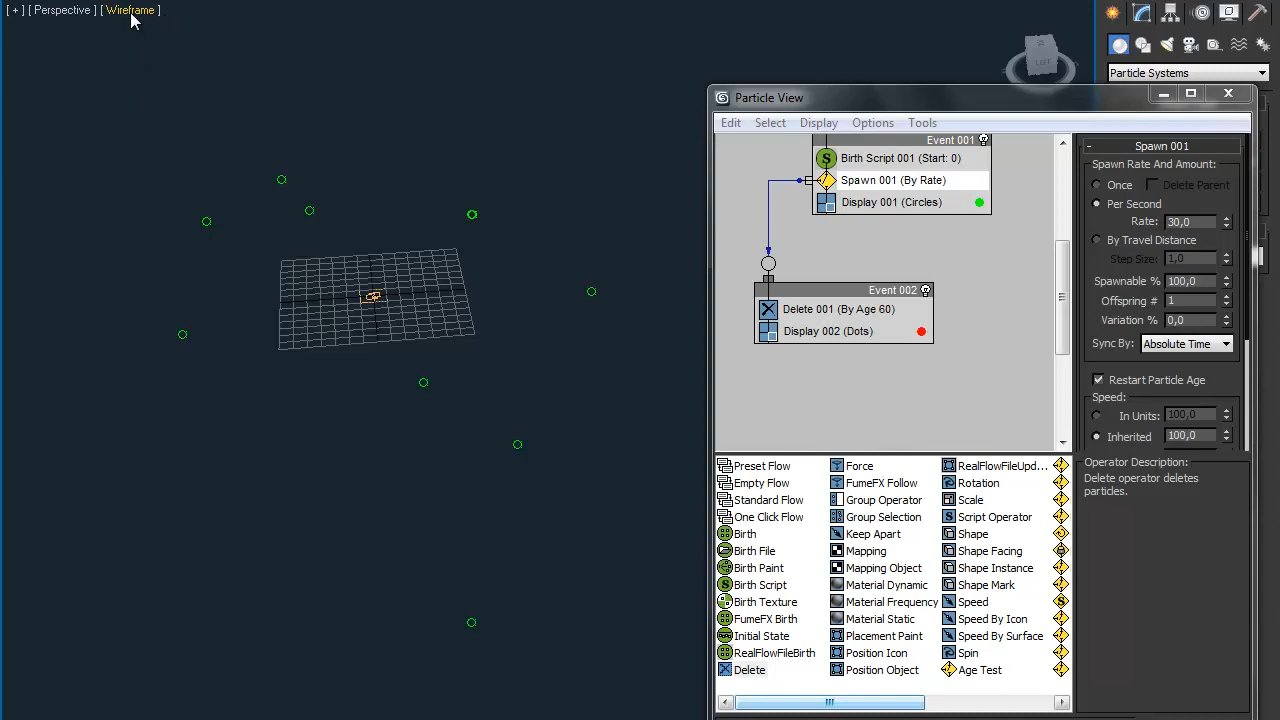 [ + ] [ Perspective ] [ Wireframe ]
LEFT
Particle Systems
Particle View
Edit Select Display Options Tools
Event 001
Birth Script 001 (Start: 0)
Spawn 001 (By Rate)
Display 001 (Circles)
Event 002
Delete 001 (By Age 60)
Display 002 (Dots)
- Spawn 001
Spawn Rate And Amount:
Once Delete Parent
Per Second
Rate: 30,0
By Travel Distance
Step Size: 1,0
Spawnable % 100,0
Offspring # 1
Variation % 0,0
Sync By: Absolute Time
Restart Particle Age
Speed:
In Units: 100,0
Inherited 100,0
Operator Description:
Delete operator deletes
particles.
Preset Flow Force RealFlowFileUpd...
Empty Flow FumeFX Follow Rotation
Standard Flow Group Operator Scale
One Click Flow Group Selection Script Operator
Birth Keep Apart Shape
Birth File Mapping Shape Facing
Birth Paint Mapping Object Shape Instance
Birth Script Material Dynamic Shape Mark
Birth Texture Material Frequency Speed
FumeFX Birth Material Static Speed By Icon
Initial State Placement Paint Speed By Surface
RealFlowFileBirth Position Icon Spin
Delete Position Object Age Test